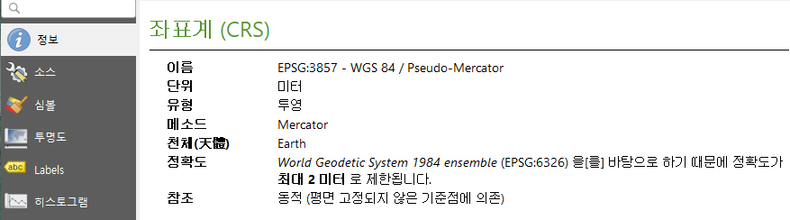 정보
소스
심볼
투명도
Labels
히스토그램
좌표계 (CRS)
이름 EPSG:3857 - WGS 84 / Pseudo-Mercator
단위 미터
유형 투영
메소드 Mercator
천체(天體) Earth
정확도 World Geodetic System 1984 ensemble (EPSG:6326) 을[를] 바탕으로 하기 때문에 정확도가
최대 2 미터 로 제한됩니다.
참조 동적 (평면 고정되지 않은 기준점에 의존)
abc